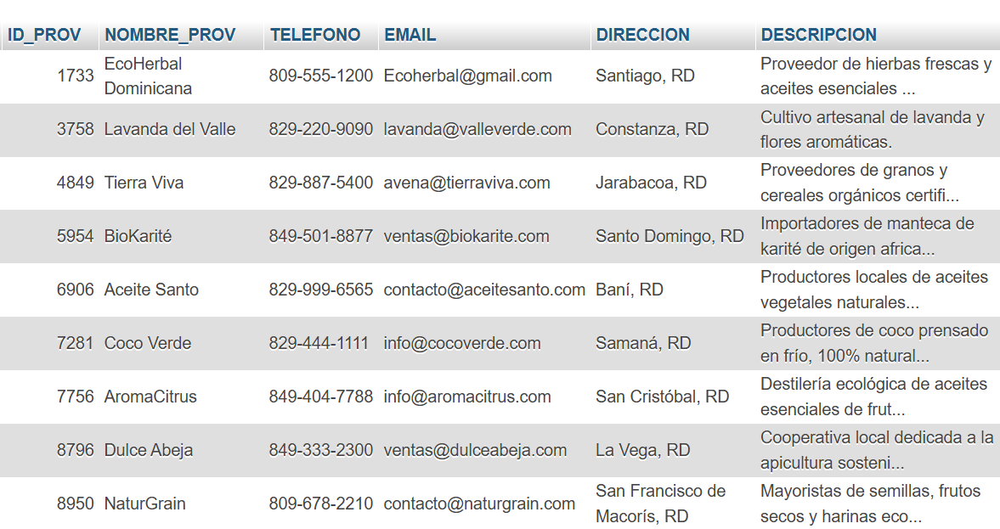 ID_PROV NOMBRE_PROV TELEFONO EMAIL DIRECCION DESCRIPCION
1733 EcoHerbal Dominicana 809-555-1200 Ecoherbal@gmail.com Santiago, RD Proveedor de hierbas frescas y aceites esenciales ...
3758 Lavanda del Valle 829-220-9090 lavanda@valleverde.com Constanza, RD Cultivo artesanal de lavanda y flores aromáticas.
4849 Tierra Viva 829-887-5400 avena@tierraviva.com Jarabacoa, RD Proveedores de granos y cereales orgánicos certifi...
5954 BioKarité 849-501-8877 ventas@biokarite.com Santo Domingo, RD Importadores de manteca de karité de origen africa...
6906 Aceite Santo 829-999-6565 contacto@aceitesanto.com Baní, RD Productores locales de aceites vegetales naturales...
7281 Coco Verde 829-444-1111 info@cocoverde.com Samaná, RD Productores de coco prensado en frío, 100% natural...
7756 AromaCitrus 849-404-7788 info@aromacitrus.com San Cristóbal, RD Destilería ecológica de aceites esenciales de frut...
8796 Dulce Abeja 849-333-2300 ventas@dulceabeja.com La Vega, RD Cooperativa local dedicada a la apicultura sosteni...
8950 NaturGrain 809-678-2210 contacto@naturgrain.com San Francisco de Macorís, RD Mayoristas de semillas, frutos secos y harinas eco...